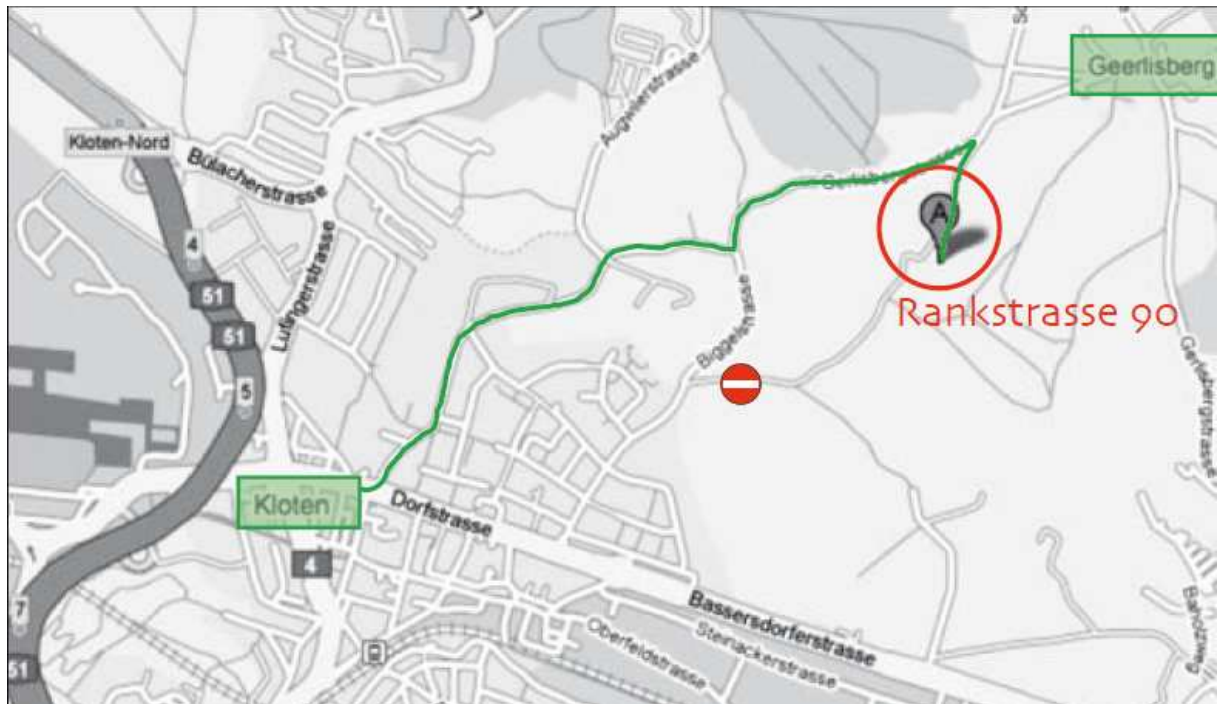 Geerlisberg
Augwilerstrasse
Kloten-Nord
Bülacherstrasse
4
A
51
Lufingerstrasse
51
Rankstrasse 90
Biggelstrasse
5
Gerlisbergstrasse
Kloten
Dorfstrasse
4
Bassersdorferstrasse
Steinackerstrasse
Oberfeldstrasse
7
51